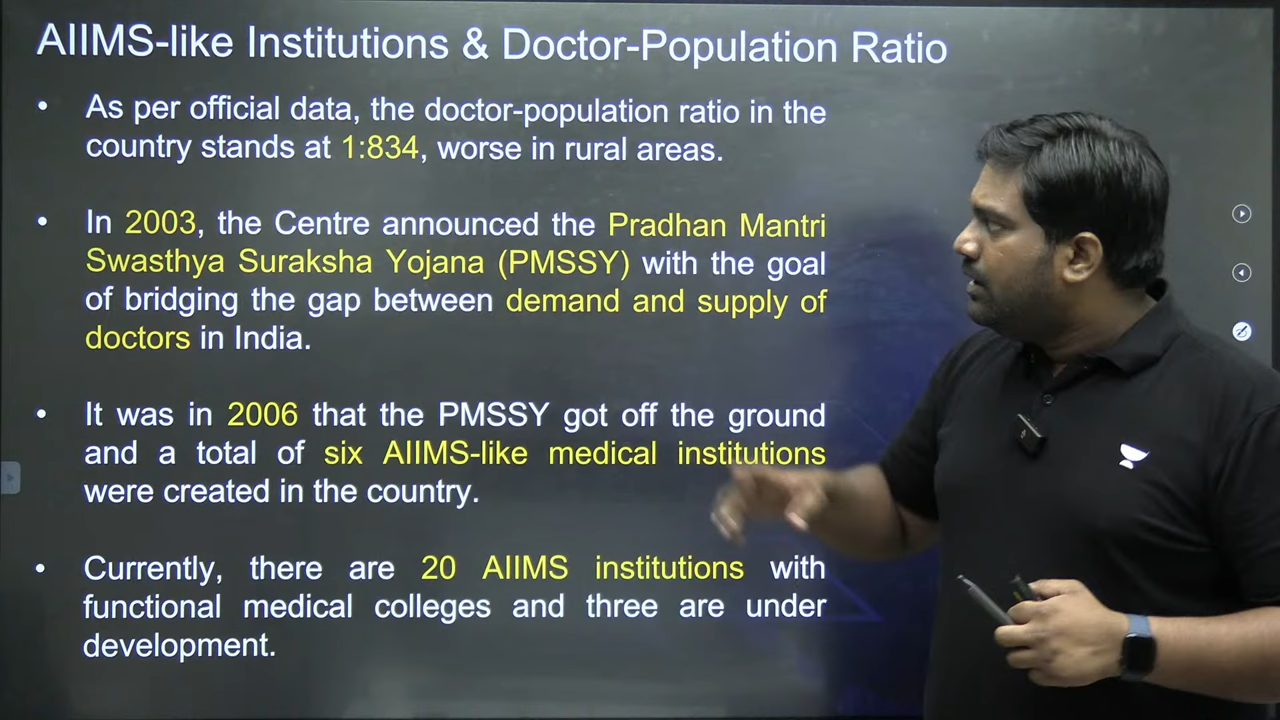 AIIMS-like Institutions & Doctor-Population Ratio
• As per official data, the doctor-population ratio in the
country stands at 1:834, worse in rural areas.
• In 2003, the Centre announced the Pradhan Mantri
Swasthya Suraksha Yojana (PMSSY) with the goal
of bridging the gap between demand and supply of
doctors in India.
• It was in 2006 that the PMSSY got off the ground
and a total of six AIIMS-like medical institutions
were created in the country.
• Currently, there are 20 AIIMS institutions with
functional medical colleges and three are under
development.